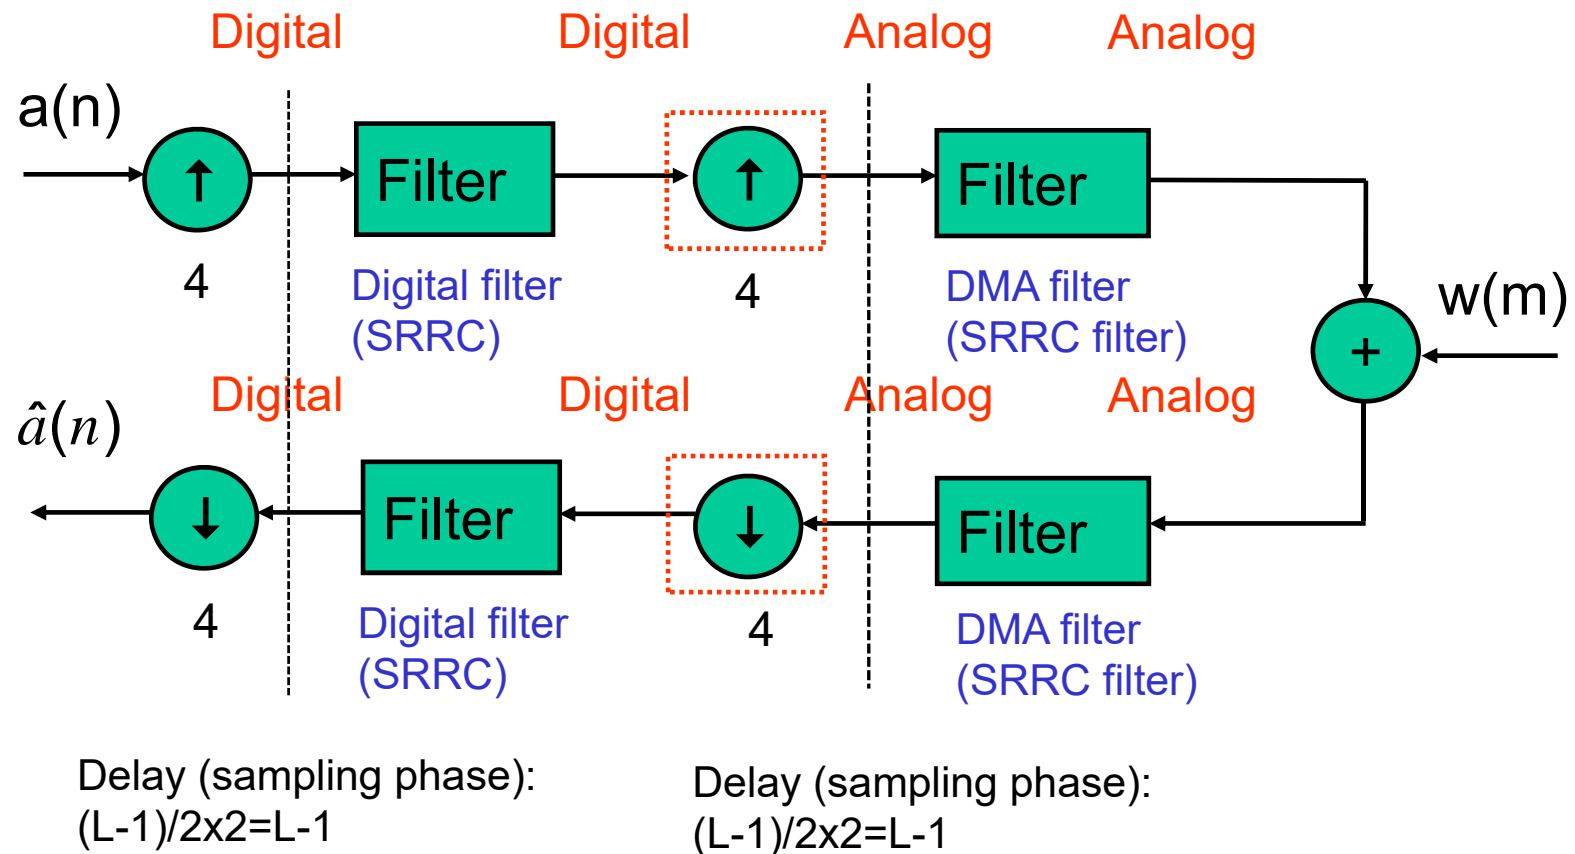 Digital Digital Analog Analog
a(n)
↑ Filter ↑ Filter
4 Digital filter 4 DMA filter w(m)
(SRRC) (SRRC filter)
+
Digital Digital Analog Analog
â(n)
↓ Filter ↓ Filter
4 Digital filter 4 DMA filter
(SRRC) (SRRC filter)
Delay (sampling phase): Delay (sampling phase):
(L-1)/2x2=L-1 (L-1)/2x2=L-1